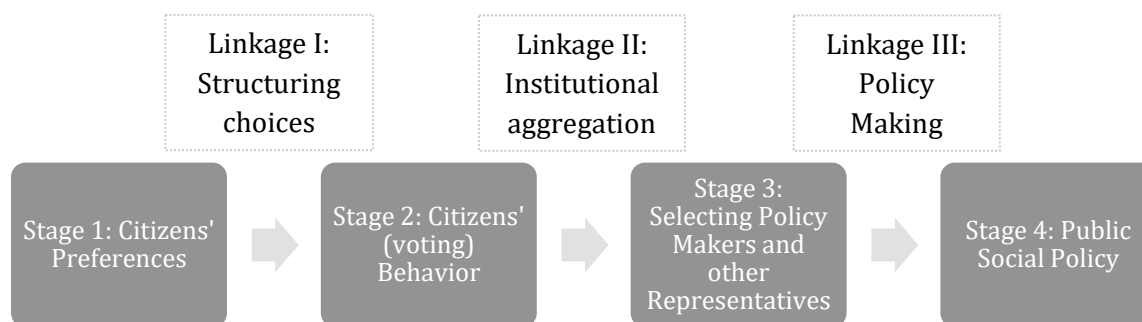 Linkage I:
Structuring
choices
Linkage II:
Institutional
aggregation
Linkage III:
Policy
Making
Stage 1: Citizens'
Preferences
Stage 2: Citizens'
(voting)
Behavior
Stage 3:
Selecting Policy
Makers and
other
Representatives
Stage 4: Public
Social Policy